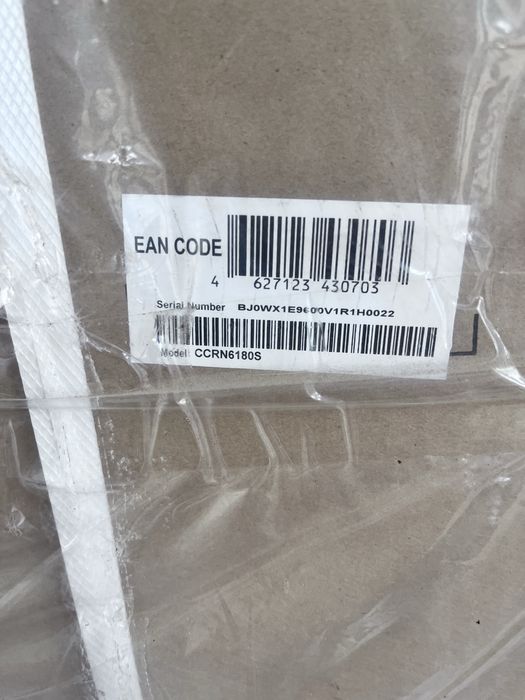 EAN CODE
4 627123 430703
Serial Number BJ0WX1E9600V1R1H0022
Model: CCRN6180S